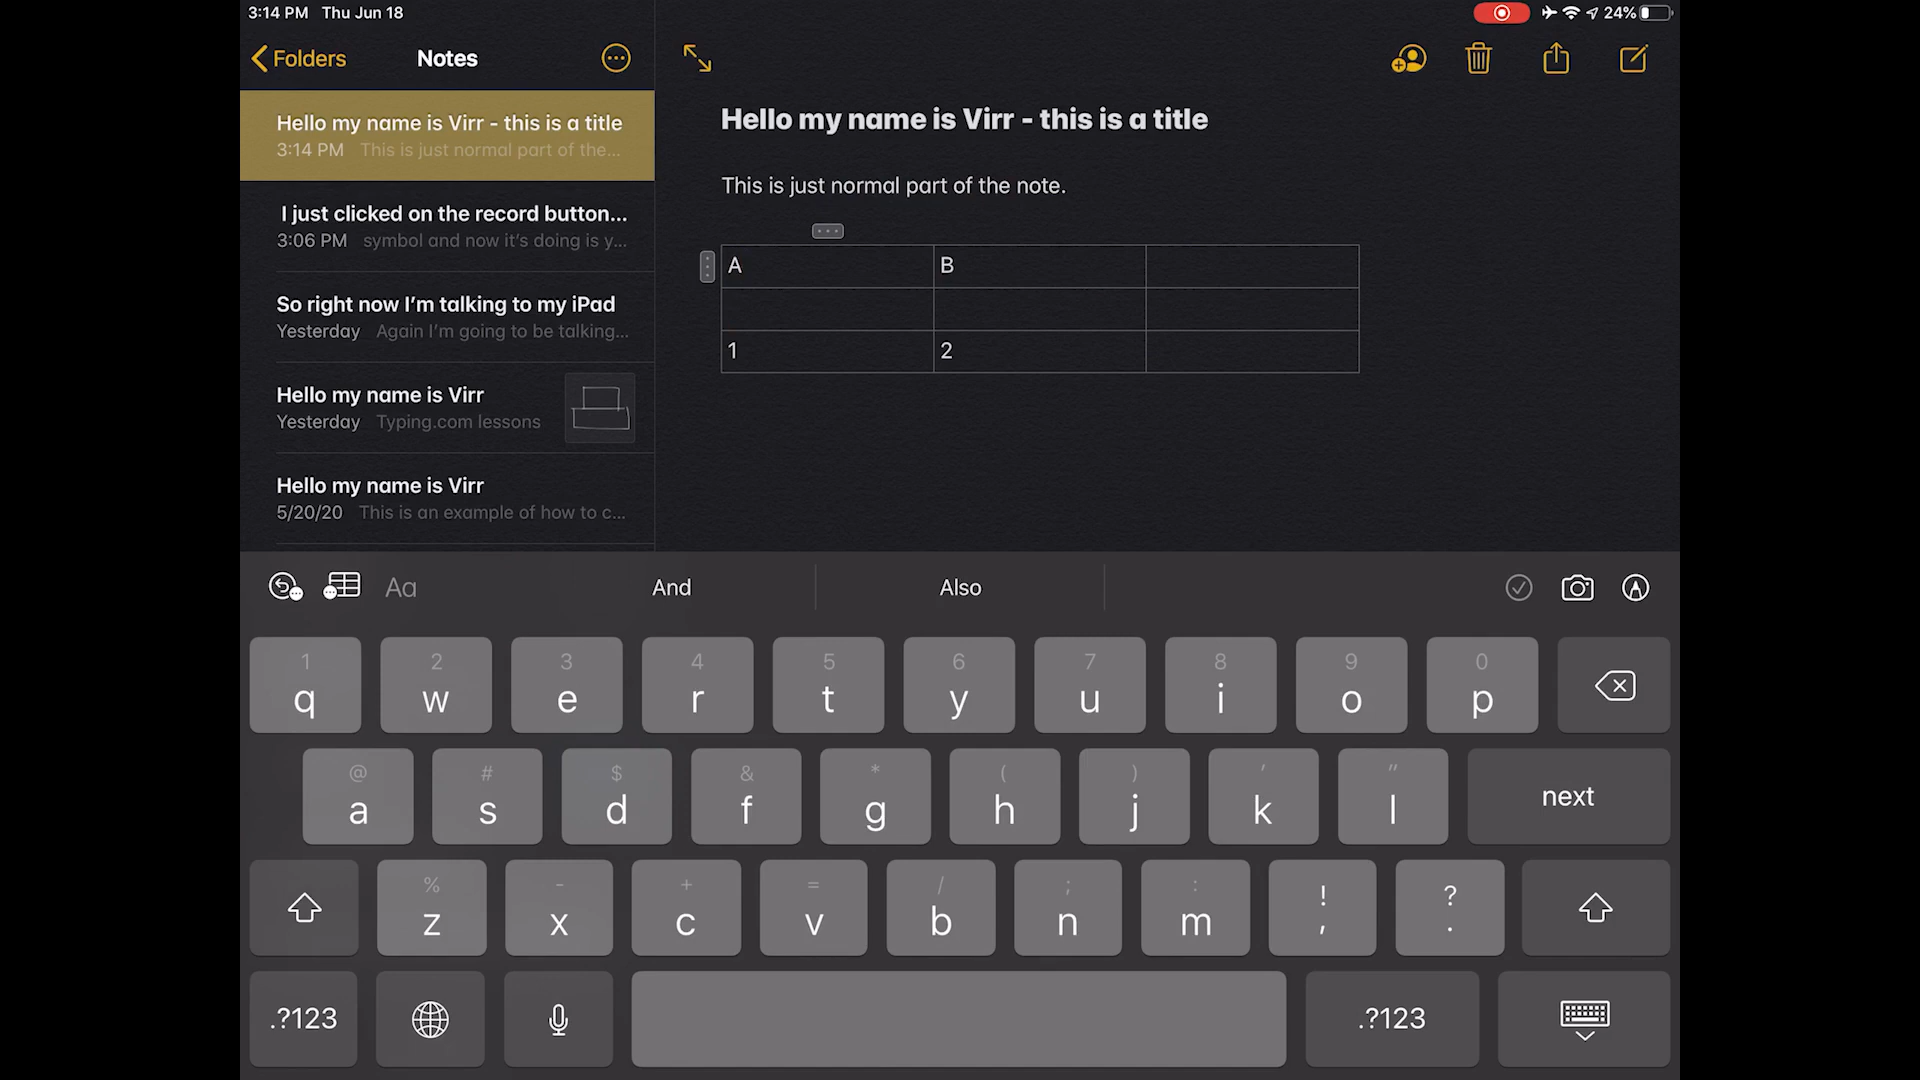 3:14 PM Thu Jun 18
24%
Folders
Notes
Hello my name is Virr - this is a title
3:14 PM This is just normal part of the...
I just clicked on the record button...
3:06 PM symbol and now it's doing is y...
So right now I'm talking to my iPad
Yesterday Again I'm going to be talking...
Hello my name is Virr
Yesterday Typing.com lessons
Hello my name is Virr
5/20/20 This is an example of how to c...
Hello my name is Virr - this is a title
This is just normal part of the note.
A B
1 2
Aa And Also
1 2 3 4 5 6 7 8 9 0
q w e r t y u i o p
@ # $ & * ( ) ' "
a s d f g h j k l next
% - + = / ; : ! ?
z x c v b n m , .
.?123 .?123